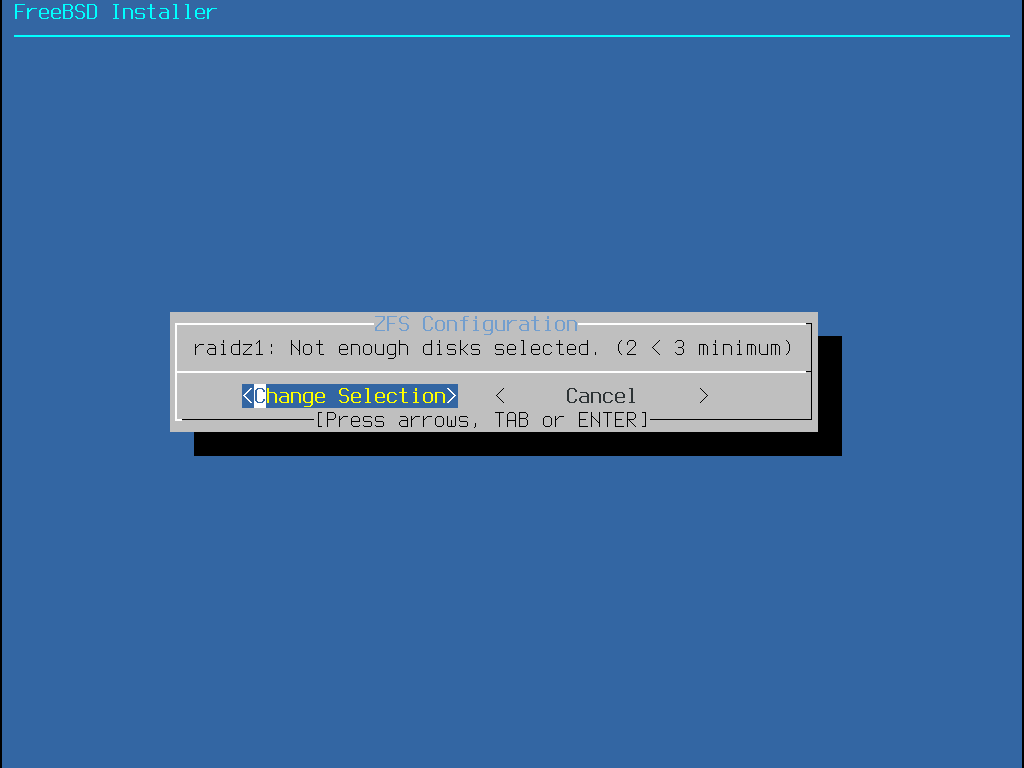 FreeBSD Installer
ZFS Configuration
raidz1: Not enough disks selected. (2 < 3 minimum)
<Change Selection> < Cancel >
[Press arrows, TAB or ENTER]